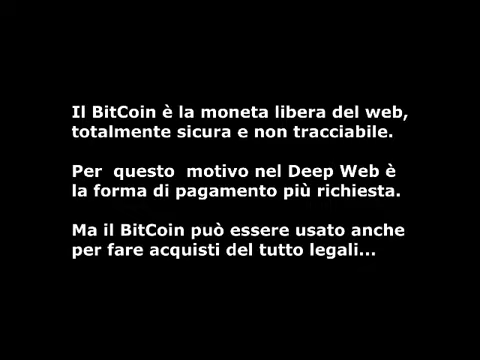 Il BitCoin è la moneta libera del web,
totalmente sicura e non tracciabile.
Per questo motivo nel Deep Web è
la forma di pagamento più richiesta.
Ma il BitCoin può essere usato anche
per fare acquisti del tutto legali...